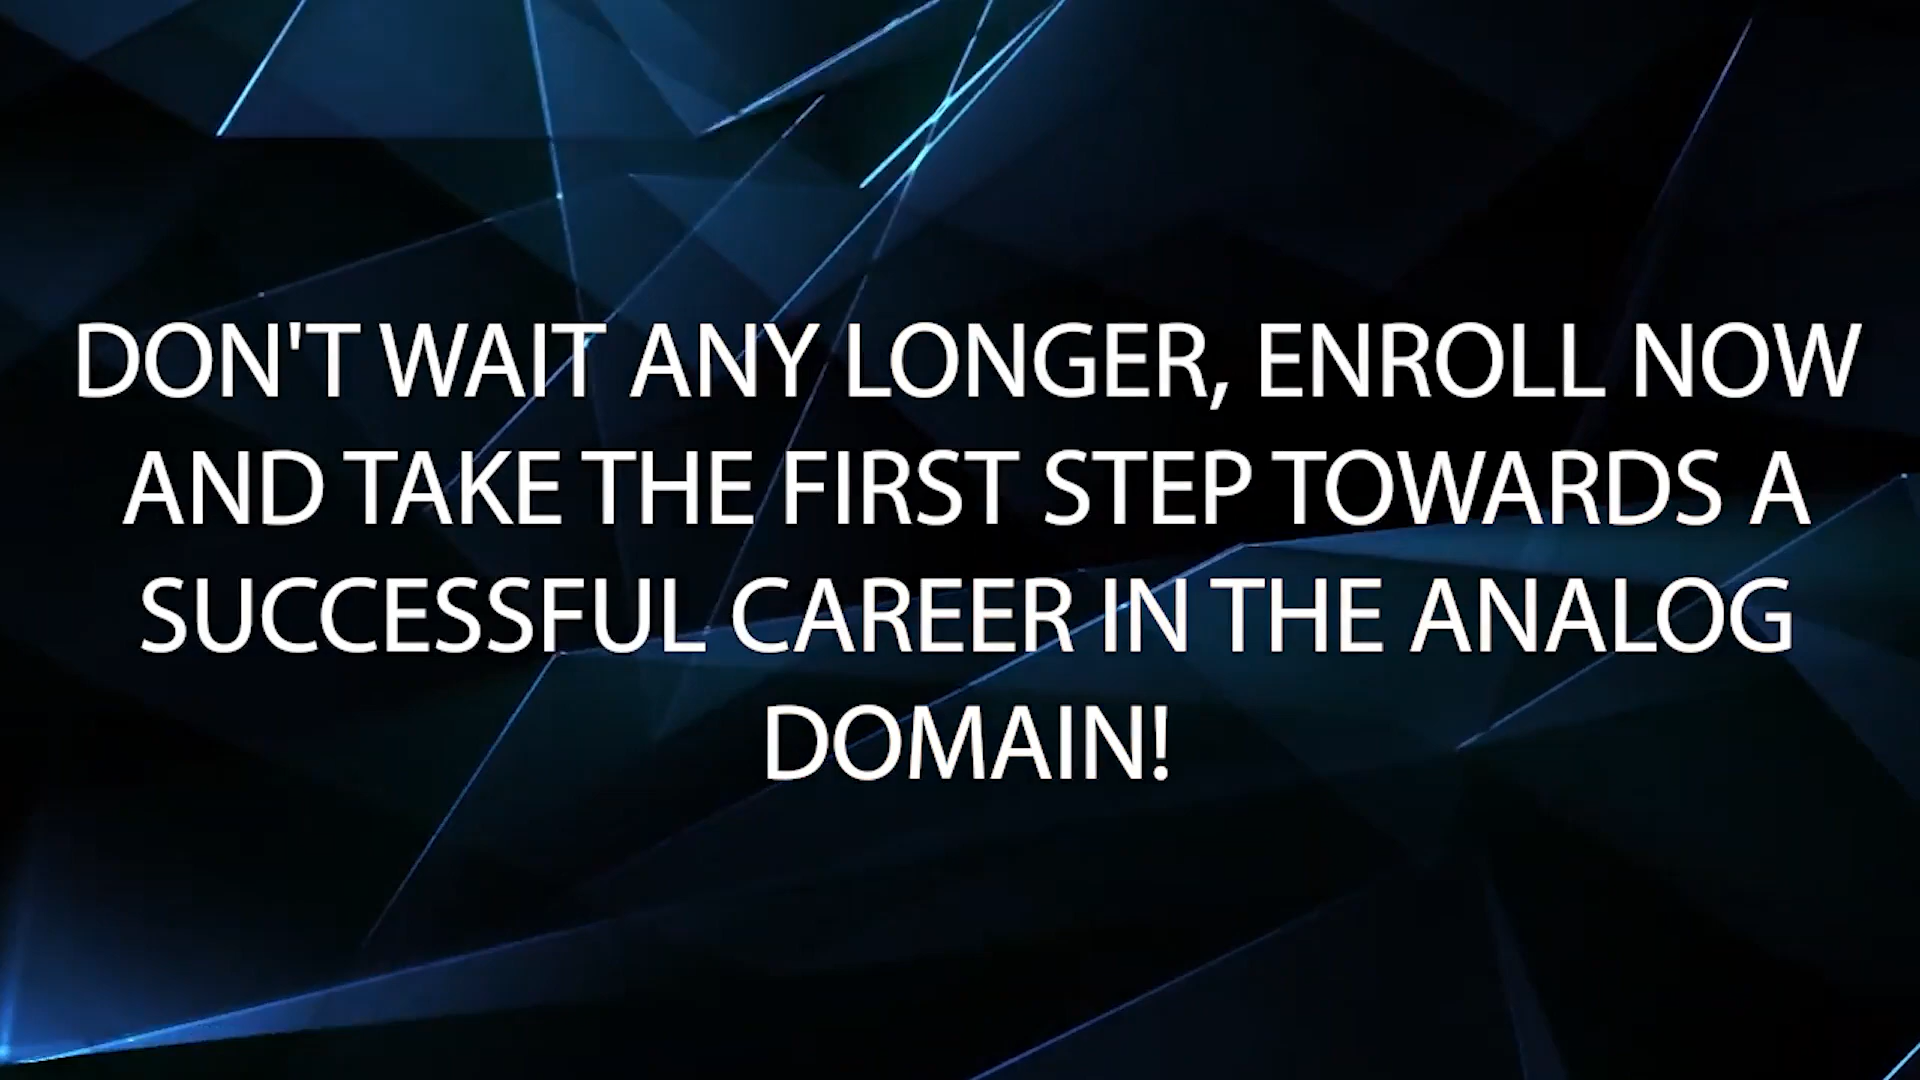 DON'T WAIT ANY LONGER, ENROLL NOW
AND TAKE THE FIRST STEP TOWARDS A
SUCCESSFUL CAREER IN THE ANALOG
DOMAIN!